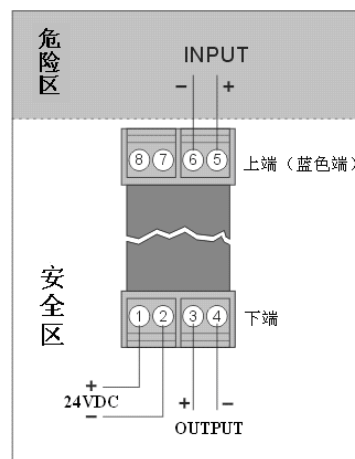 危险区
INPUT
− +
8 7 6 5
上端（蓝色端）
安全区
1 2 3 4
下端
+
24VDC
−
+ −
OUTPUT